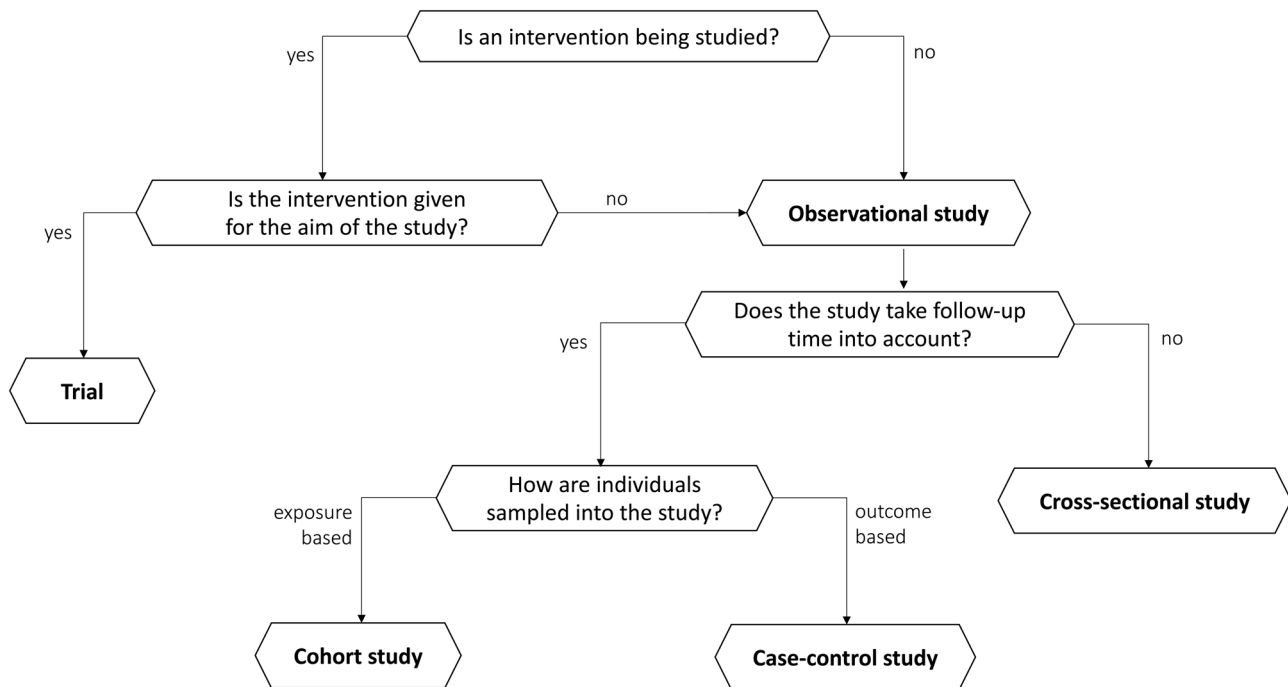 Is an intervention being studied?
yes
no
Is the intervention given
for the aim of the study?
no
Observational study
yes
Does the study take follow-up
time into account?
yes
no
Trial
How are individuals
sampled into the study?
Cross-sectional study
exposure
based
outcome
based
Cohort study
Case-control study